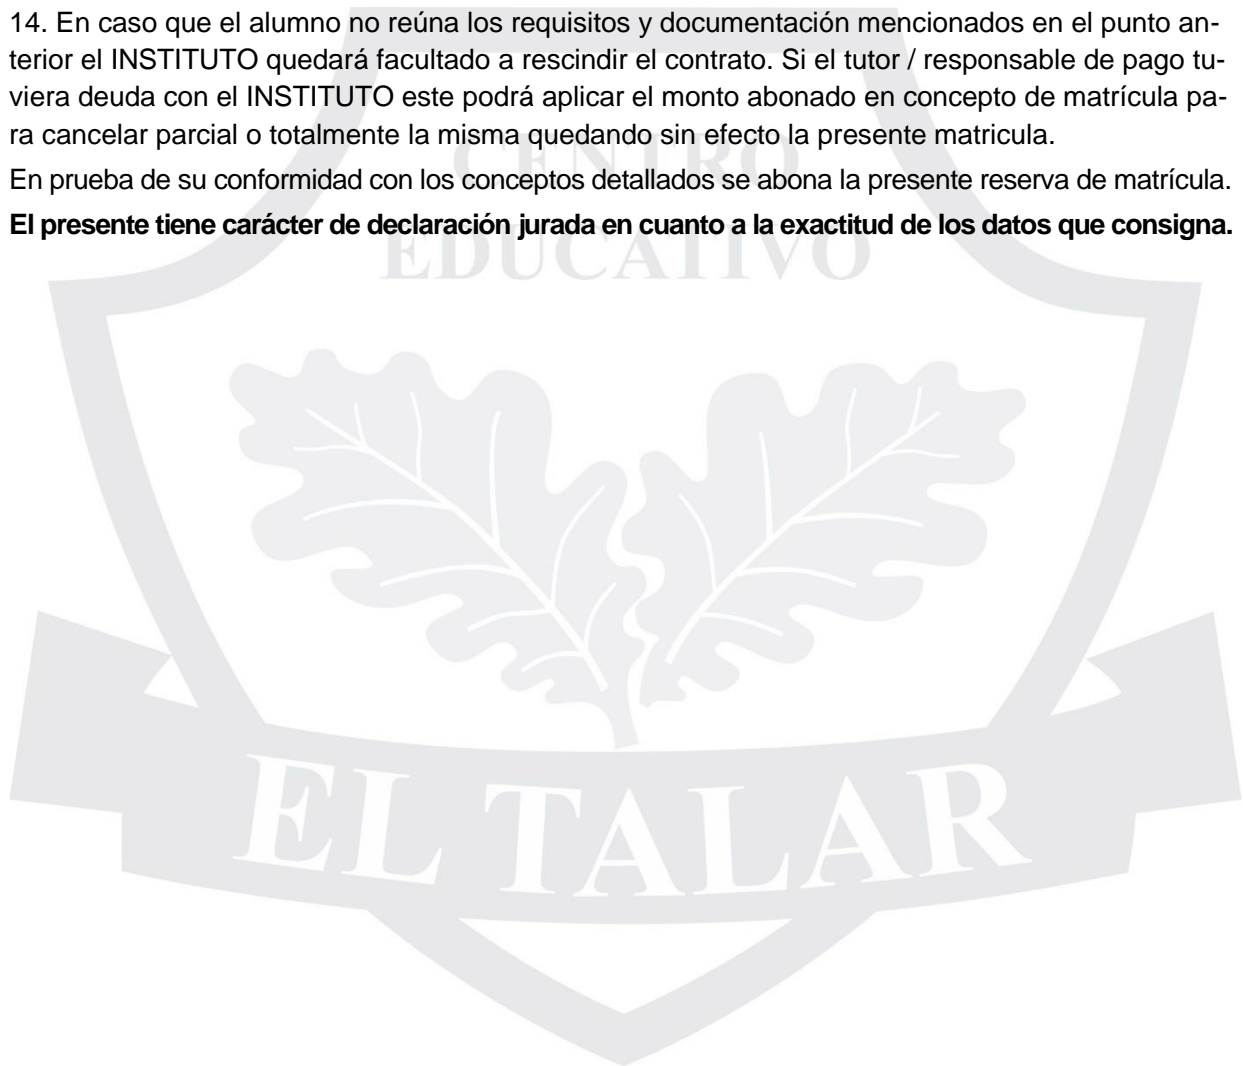 14. En caso que el alumno no reúna los requisitos y documentación mencionados en el punto an-
terior el INSTITUTO quedará facultado a rescindir el contrato. Si el tutor / responsable de pago tu-
viera deuda con el INSTITUTO este podrá aplicar el monto abonado en concepto de matrícula pa-
ra cancelar parcial o totalmente la misma quedando sin efecto la presente matricula.
CENTRO
En prueba de su conformidad con los conceptos detallados se abona la presente reserva de matrícula.
El presente tiene carácter de declaración jurada en cuanto a la exactitud de los datos que consigna.
EDUCATIVO
EL TALAR